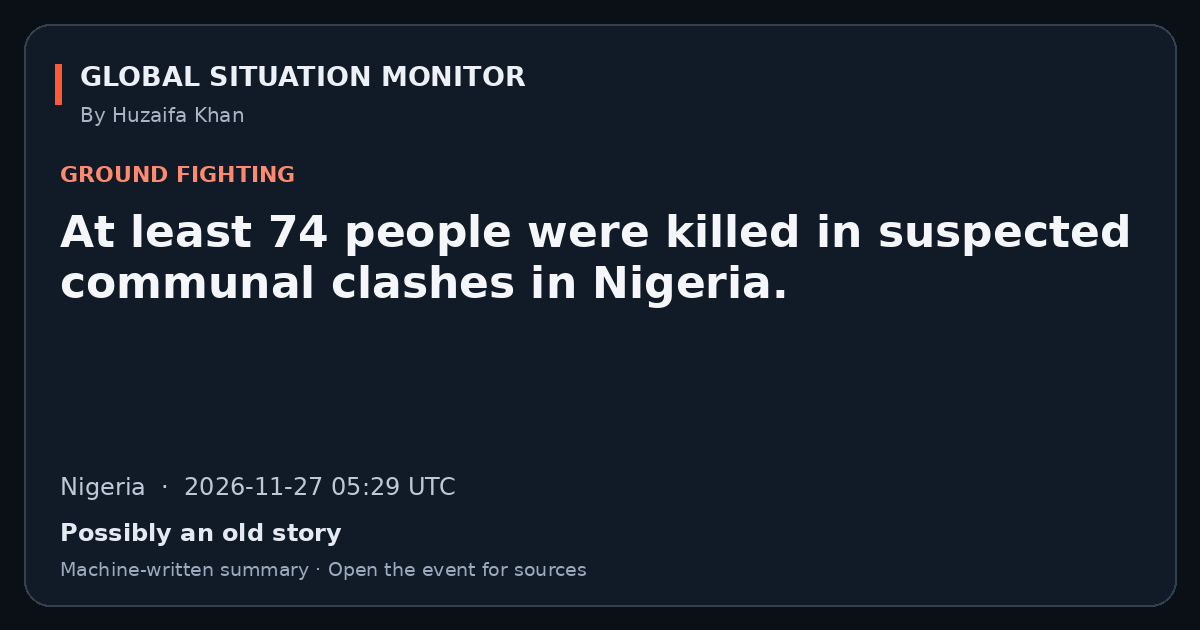 GLOBAL SITUATION MONITOR
By Huzaifa Khan
GROUND FIGHTING
At least 74 people were killed in suspected
communal clashes in Nigeria.
Nigeria · 2026-11-27 05:29 UTC
Possibly an old story
Machine-written summary · Open the event for sources